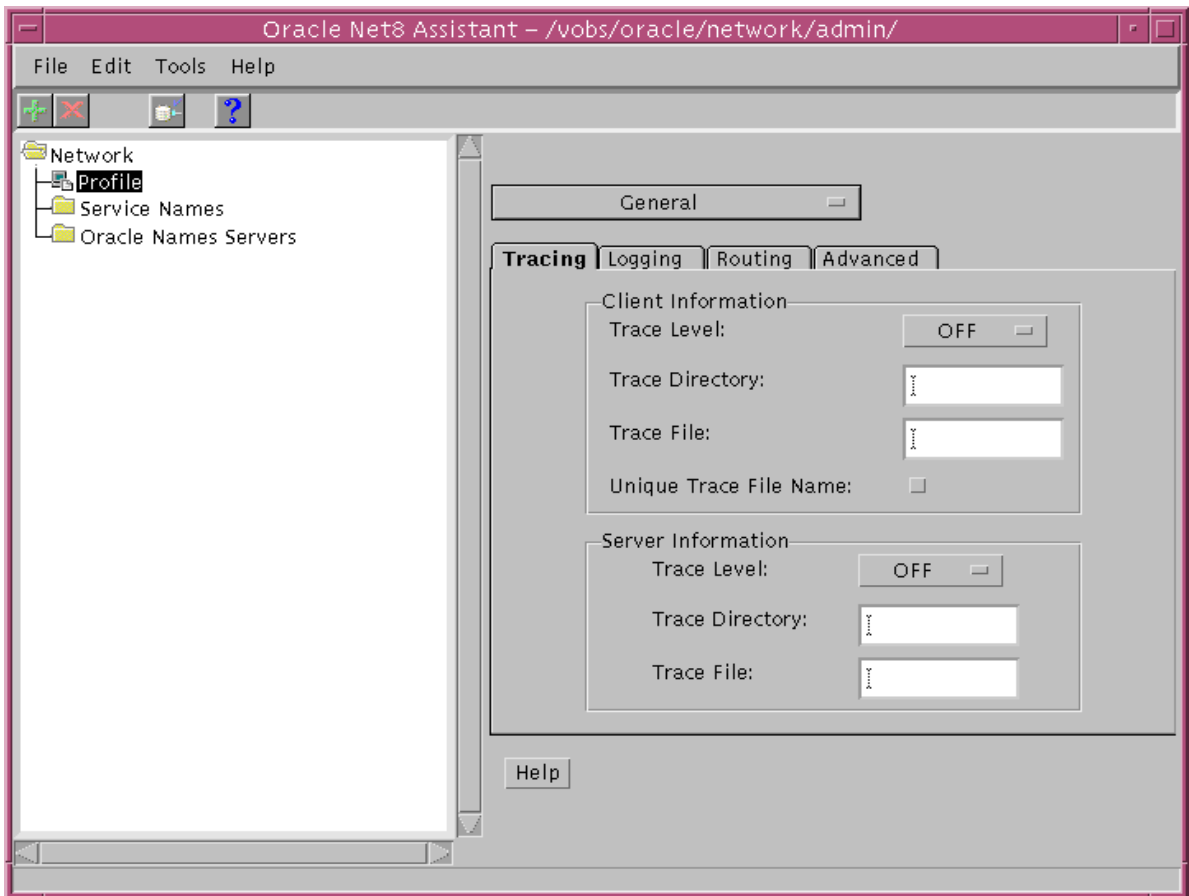 Oracle Net8 Assistant – /vobs/oracle/network/admin/
File Edit Tools Help
Network
Profile
Service Names
Oracle Names Servers
General
Tracing Logging Routing Advanced
Client Information
Trace Level: OFF
Trace Directory:
Trace File:
Unique Trace File Name:
Server Information
Trace Level: OFF
Trace Directory:
Trace File:
Help